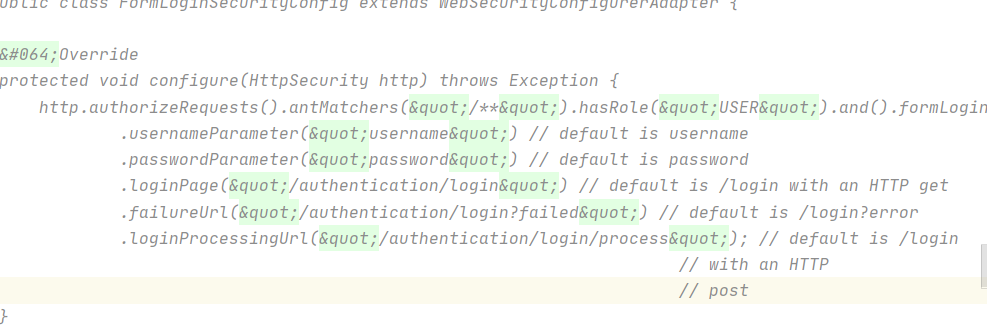 ublic class FormLoginSecurityConfig extends WebSecurityConfigurerAdapter {
&#064;Override
protected void configure(HttpSecurity http) throws Exception {
http.authorizeRequests().antMatchers(&quot;/**&quot;).hasRole(&quot;USER&quot;).and().formLogin
.usernameParameter(&quot;username&quot;) // default is username
.passwordParameter(&quot;password&quot;) // default is password
.loginPage(&quot;/authentication/login&quot;) // default is /login with an HTTP get
.failureUrl(&quot;/authentication/login?failed&quot;) // default is /login?error
.loginProcessingUrl(&quot;/authentication/login/process&quot;); // default is /login
// with an HTTP
// post
}